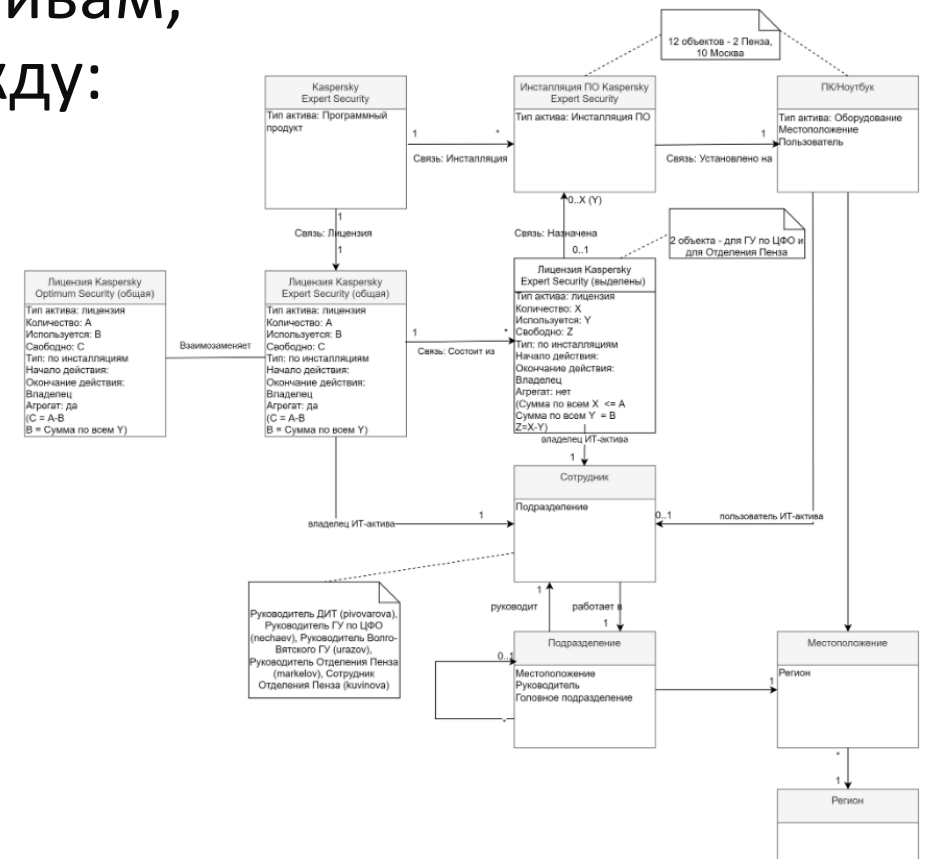 ивам,
жду:
12 объектов - 2 Пенза,
10 Москва
Kaspersky
Expert Security
Тип актива: Программный
продукт
1
*
Связь: Инсталляция
Инсталляция ПО Kaspersky
Expert Security
Тип актива: Инсталляция ПО
1
Связь: Установлено на
ПК/Ноутбук
Тип актива: Оборудование
Местоположение
Пользователь
1
Связь: Лицензия
1
0..X (Y)
Связь: Назначена
0..1
2 объекта - для ГУ по ЦФО и
для Отделения Пенза
Лицензия Kaspersky
Optimum Security (общая)
Тип актива: лицензия
Количество: A
Используется: B
Свободно: C
Тип: по инсталляциям
Начало действия:
Окончание действия:
Владелец
Агрегат: да
(C = A-B
B = Сумма по всем Y)
Взаимозаменяет
Лицензия Kaspersky
Expert Security (общая)
Тип актива: лицензия
Количество: A
Используется: B
Свободно: C
Тип: по инсталляциям
Начало действия:
Окончание действия:
Владелец
Агрегат: да
(C = A-B
B = Сумма по всем Y)
1
*
Связь: Состоит из
Лицензия Kaspersky
Expert Security (выделены)
Тип актива: лицензия
Количество: X
Используется: Y
Свободно: Z
Тип: по инсталляциям
Начало действия:
Окончание действия:
Владелец
Агрегат: нет
(Сумма по всем X <= A
Сумма по всем Y = B
Z=X-Y)
владелец ИТ-актива
1
Сотрудник
Подразделение
владелец ИТ-актива
1
0..1
пользователь ИТ-актива
Руководитель ДИТ (pivovarova),
Руководитель ГУ по ЦФО
(nechaev), Руководитель Волго-
Вятского ГУ (urazov),
Руководитель Отделения Пенза
(markelov), Сотрудник
Отделения Пенза (kuvinova)
1
руководит
работает в
1
0..1
*
Подразделение
Местоположение
Руководитель
Головное подразделение
1
Местоположение
Регион
*
1
Регион